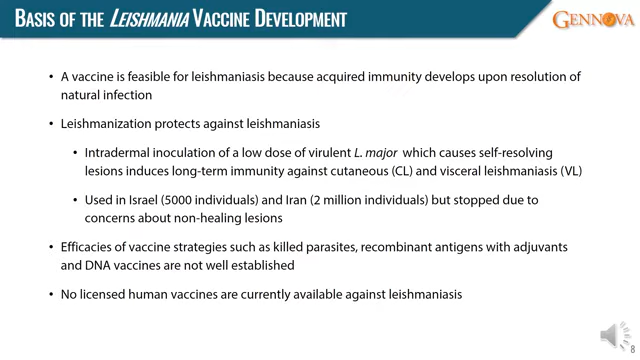 BASIS OF THE LEISHMANIA VACCINE DEVELOPMENT
GENNOVA
• A vaccine is feasible for leishmaniasis because acquired immunity develops upon resolution of
natural infection
• Leishmanization protects against leishmaniasis
• Intradermal inoculation of a low dose of virulent L. major which causes self-resolving
lesions induces long-term immunity against cutaneous (CL) and visceral leishmaniasis (VL)
• Used in Israel (5000 individuals) and Iran (2 million individuals) but stopped due to
concerns about non-healing lesions
• Efficacies of vaccine strategies such as killed parasites, recombinant antigens with adjuvants
and DNA vaccines are not well established
• No licensed human vaccines are currently available against leishmaniasis
8